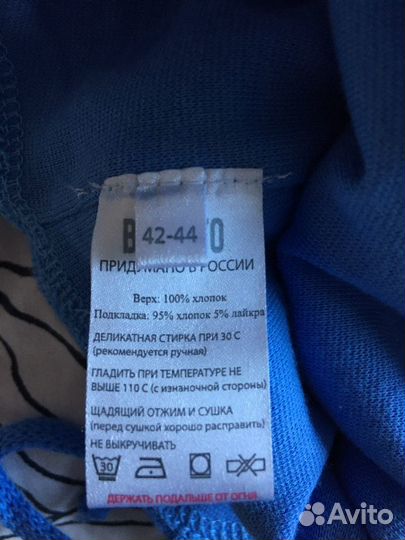 42-44
ПРИДУМАНО В РОССИИ
Верх: 100% хлопок
Подкладка: 95% хлопок 5% лайкра
ДЕЛИКАТНАЯ СТИРКА ПРИ 30 С
(рекомендуется ручная)
ГЛАДИТЬ ПРИ ТЕМПЕРАТУРЕ НЕ
ВЫШЕ 110 С (с изнаночной стороны)
ЩАДЯЩИЙ ОТЖИМ И СУШКА
(перед сушкой хорошо расправить)
НЕ ВЫКРУЧИВАТЬ
30
ДЕРЖАТЬ ПОДАЛЬШЕ ОТ ОГНЯ.
Avito